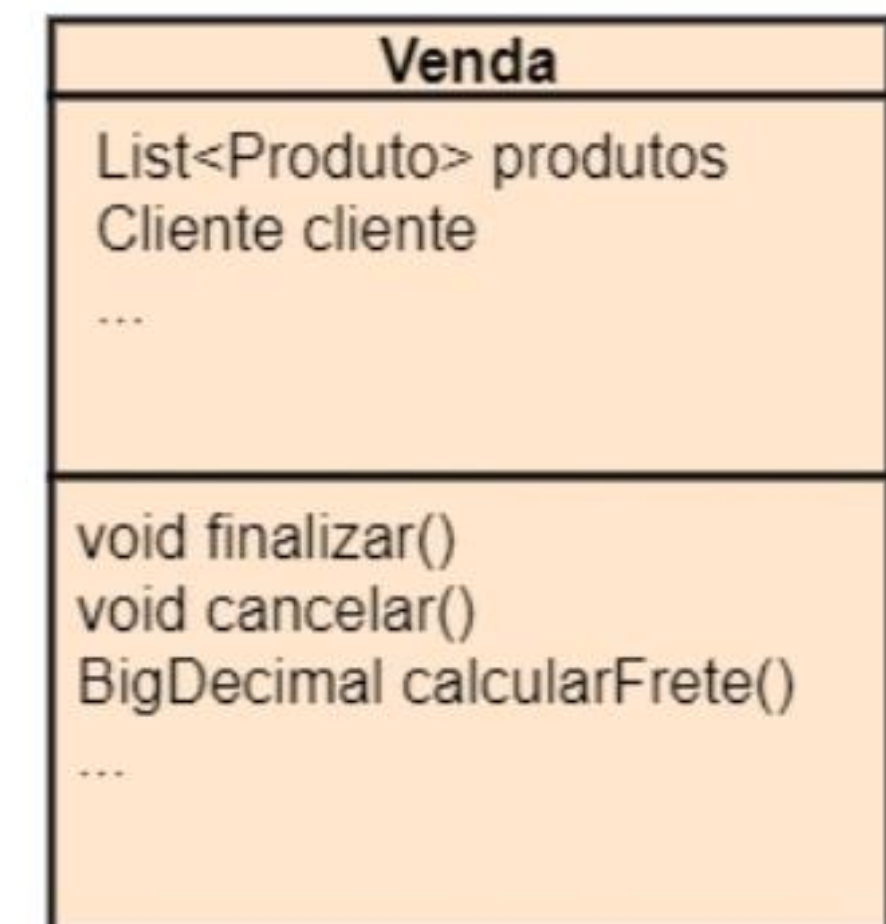 Venda
List<Produto> produtos
Cliente cliente
...
void finalizar()
void cancelar()
BigDecimal calcularFrete()
...